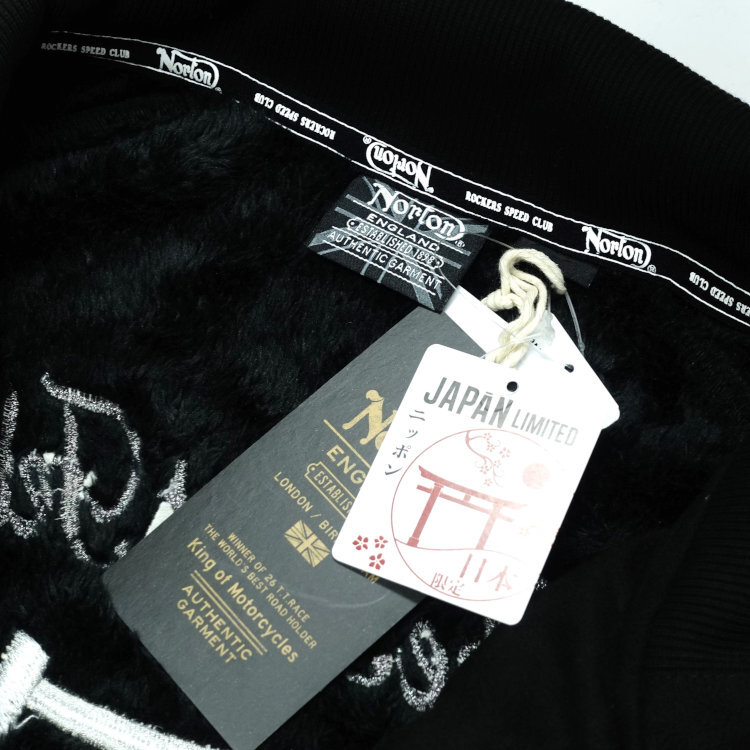 ROCKERS SPEED CLUB Norton ROCKERS SPEED CLUB Norton ROCKERS SPEED CLUB Norton ROCKERS SPEED
Norton
ENGLAND
ESTABLISHED 1898
AUTHENTIC GARMENT
ENG
ESTABLISHED
LONDON / BIR
WINNER OF 26 T.T. RACE
THE WORLD'S BEST ROAD HOLDER
King of Motorcycles
AUTHENTIC
GARMENT
JAPAN LIMITED
ニッポン
日本
限定